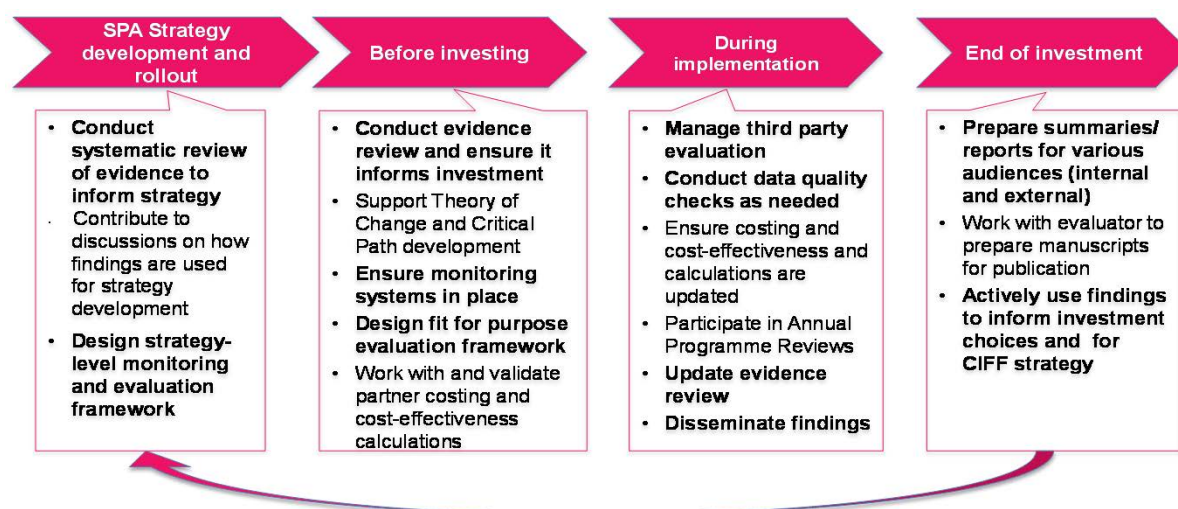 SPA Strategy
development and
rollout
• Conduct
systematic review
of evidence to
inform strategy
. Contribute to
discussions on how
findings are used
for strategy
development
• Design strategy-
level monitoring
and evaluation
framework
Before investing
• Conduct evidence
review and ensure it
informs investment
• Support Theory of
Change and Critical
Path development
• Ensure monitoring
systems in place
• Design fit for purpose
evaluation framework
• Work with and validate
partner costing and
cost-effectiveness
calculations
During
implementation
• Manage third party
evaluation
• Conduct data quality
checks as needed
• Ensure costing and
cost-effectiveness and
calculations are
updated
• Participate in Annual
Programme Reviews
• Update evidence
review
• Disseminate findings
End of investment
• Prepare summaries/
reports for various
audiences (internal
and external)
• Work with evaluator to
prepare manuscripts
for publication
• Actively use findings
to inform investment
choices and for
CIFF strategy